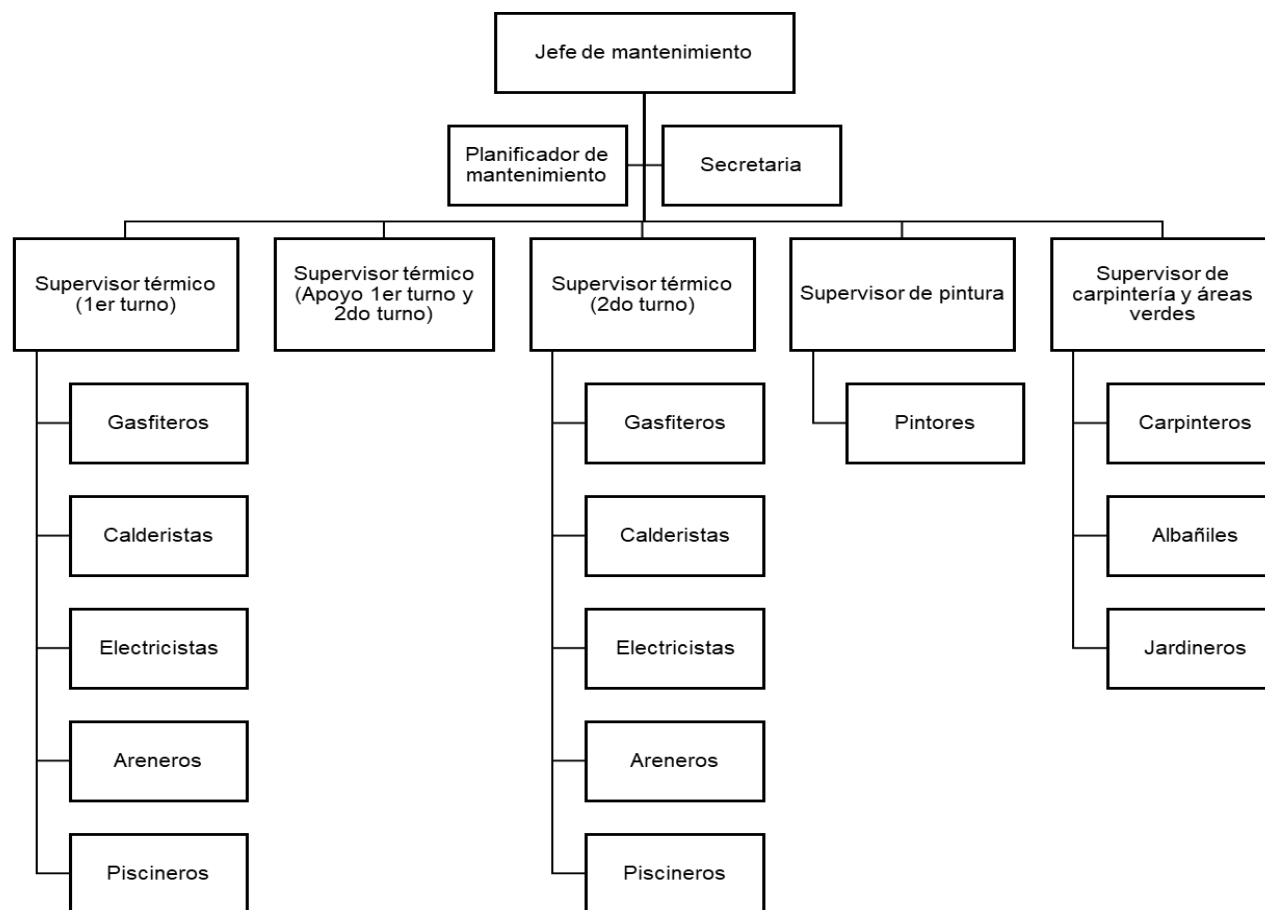 Jefe de mantenimiento
Planificador de
mantenimiento
Secretaria
Supervisor térmico
(1er turno)
Supervisor térmico
(Apoyo 1er turno y
2do turno)
Supervisor térmico
(2do turno)
Supervisor de pintura
Supervisor de
carpintería y áreas
verdes
Gasfiteros
Gasfiteros
Pintores
Carpinteros
Calderistas
Calderistas
Albañiles
Electricistas
Electricistas
Jardineros
Areneros
Areneros
Piscineros
Piscineros